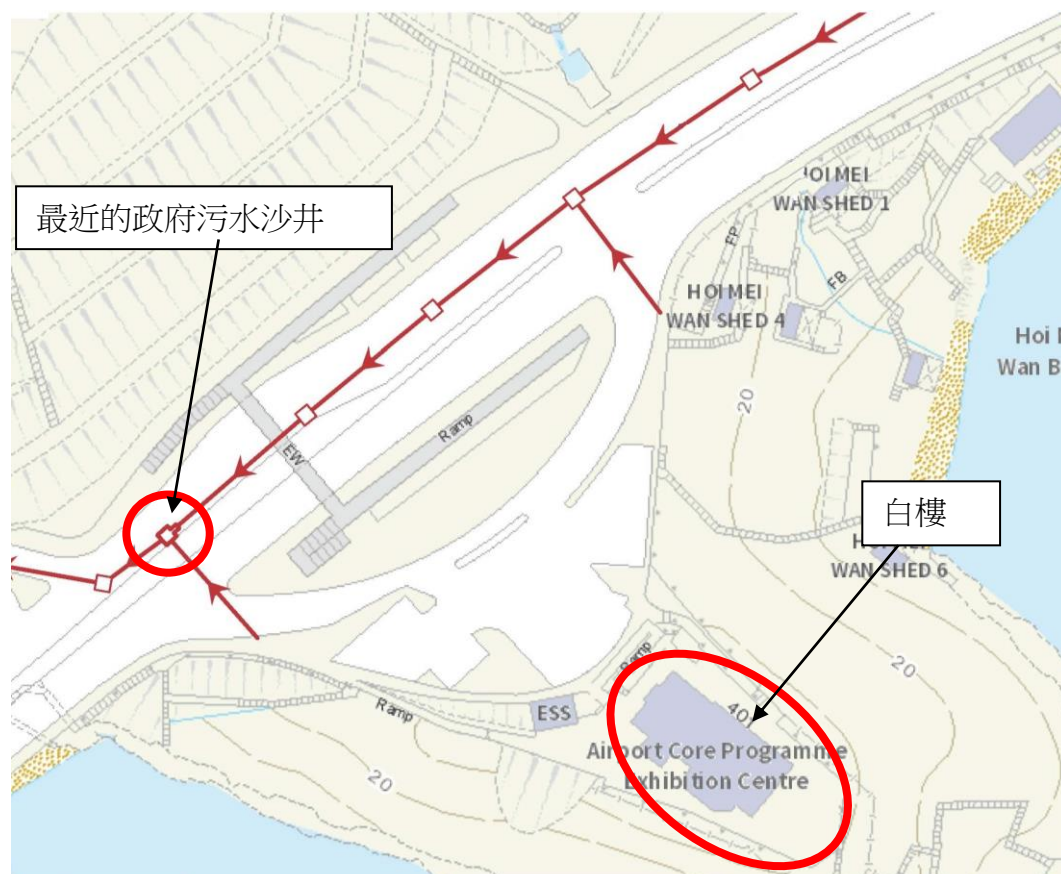 HOI MEI
WAN SHED 1
最近的政府污水沙井
FP
FB
HOI MEI
WAN SHED 4
Hoi
Wan B
20
Ramp
EW
白樓
WAN SHED 6
20
Ramp
Ramp
ESS
40
20
Airport Core Programme
Exhibition Centre